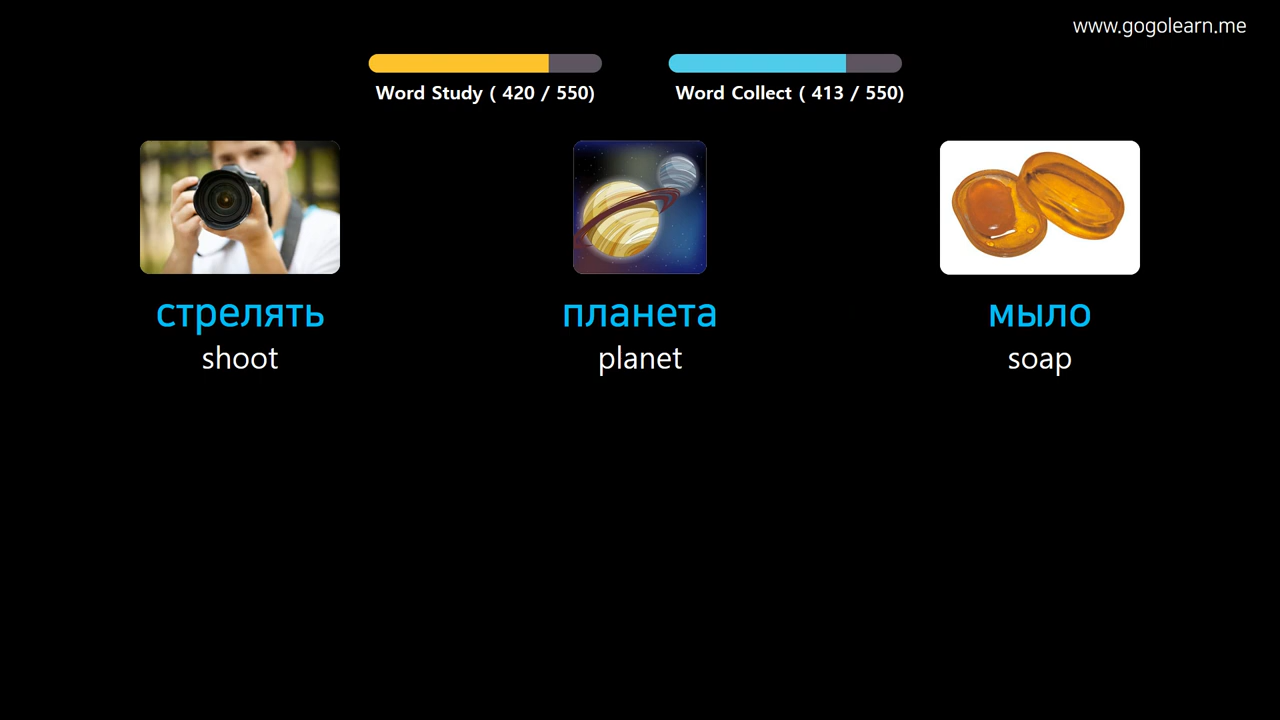 www.gogolearn.me
Word Study ( 420 / 550)
Word Collect ( 413 / 550)
стрелять
shoot
планета
planet
мыло
soap